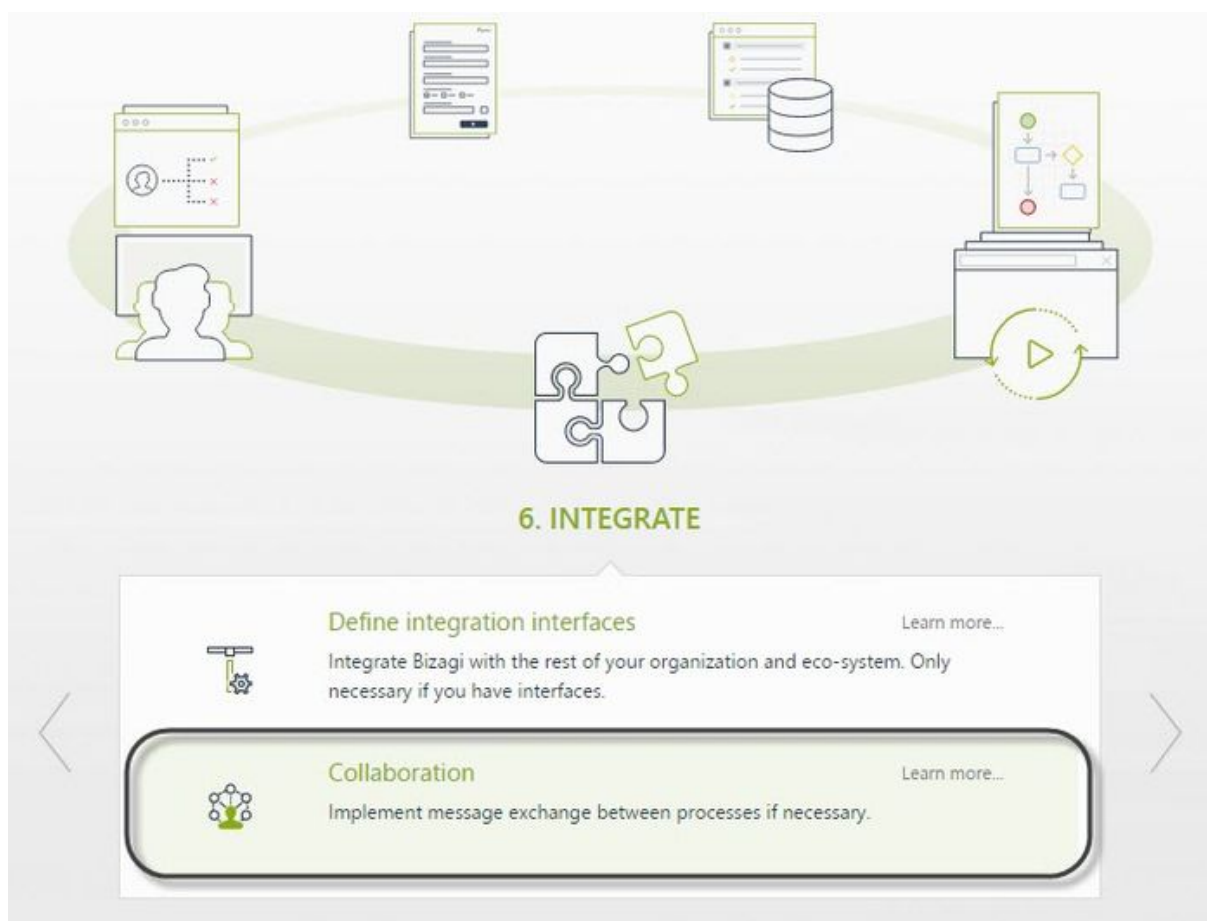 6. INTEGRATE
Define integration interfaces
Learn more...
Integrate Bizagi with the rest of your organization and eco-system. Only
necessary if you have interfaces.
Collaboration
Learn more...
Implement message exchange between processes if necessary.